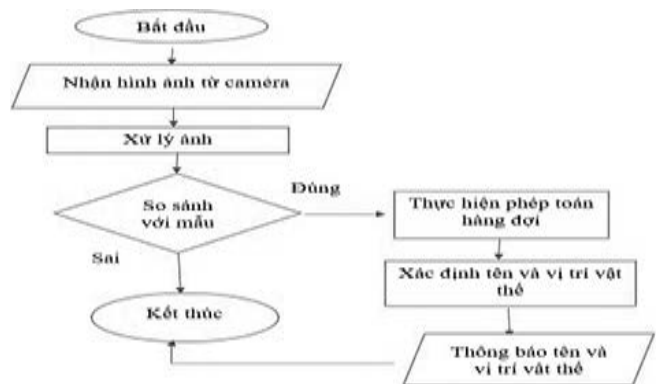 Bắt đầu
Nhận hình ảnh từ caméra
Xử lý ảnh
So sánh
với mẫu
Đúng
Sai
Thực hiện phép toán
hàng đợi
Xác định tên và vị trí vật
thể
Thông báo tên và
vị trí vật thể
Kết thúc